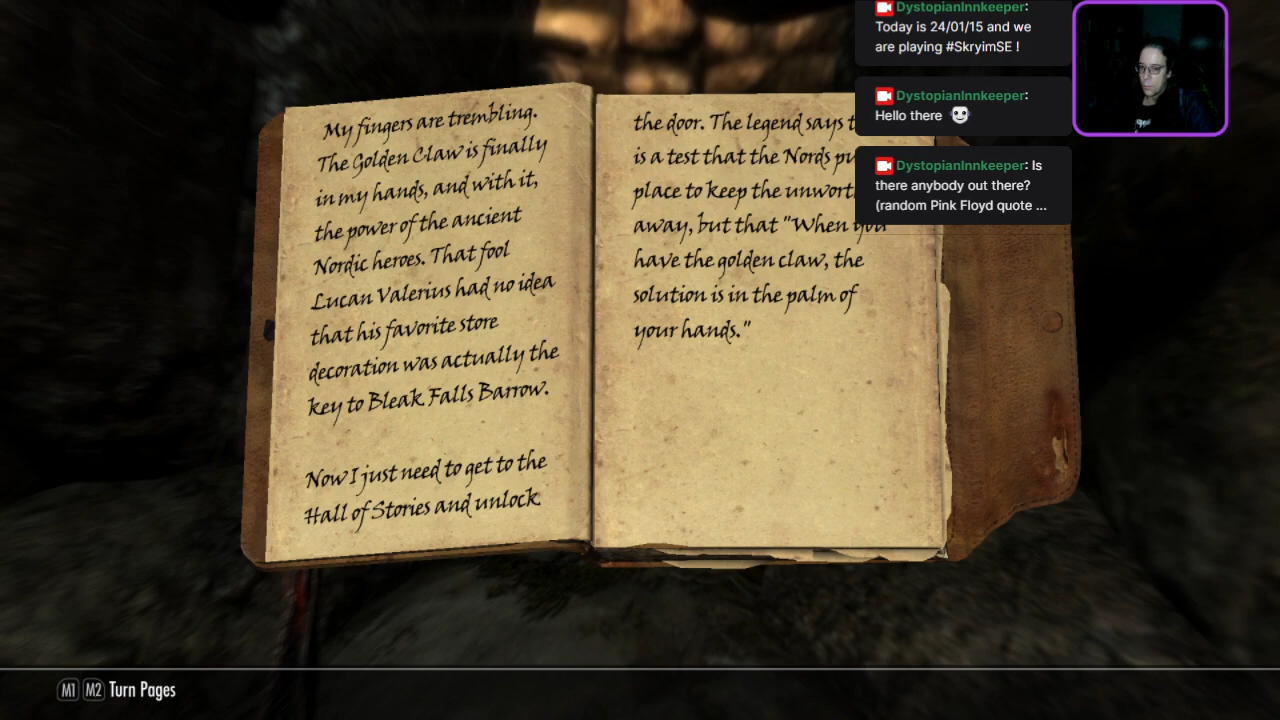 My fingers are trembling.
The Golden Claw is finally
in my hands, and with it,
the power of the ancient
Nordic heroes. That fool
Lucan Valerius had no idea
that his favorite store
decoration was actually the
key to Bleak Falls Barrow.
Now I just need to get to the
Hall of Stories and unlock
the door. The legend says
is a test that the Nords
place to keep the
away, but that "When you
have the golden claw, the
solution is in the palm of
your hands."
DystopianInnkeeper:
Today is 24/01/15 and we
are playing #SkryimSE !
DystopianInnkeeper:
Hello there
DystopianInnkeeper: Is
there anybody out there?
(random Pink Floyd quote ...
M1 M2 Turn Pages